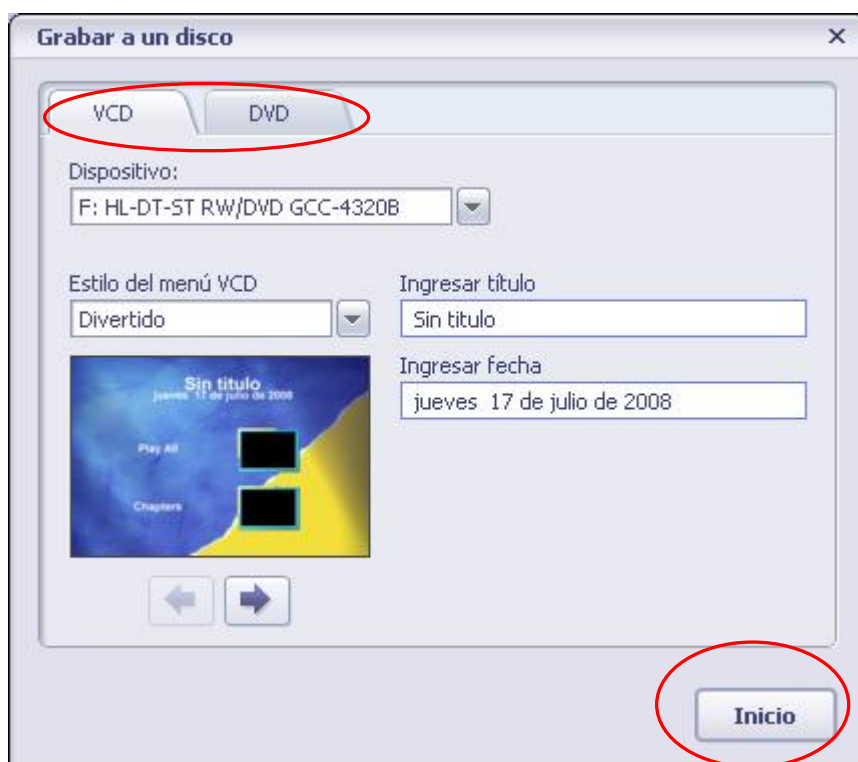 Grabar a un disco
VCD DVD
Dispositivo:
F: HL-DT-ST RW/DVD GCC-4320B
Estilo del menú VCD
Divertido
Ingresar título
Sin titulo
Ingresar fecha
jueves 17 de julio de 2008
Sin titulo
jueves 17 de julio de 2008
Play All
Chapters
Inicio